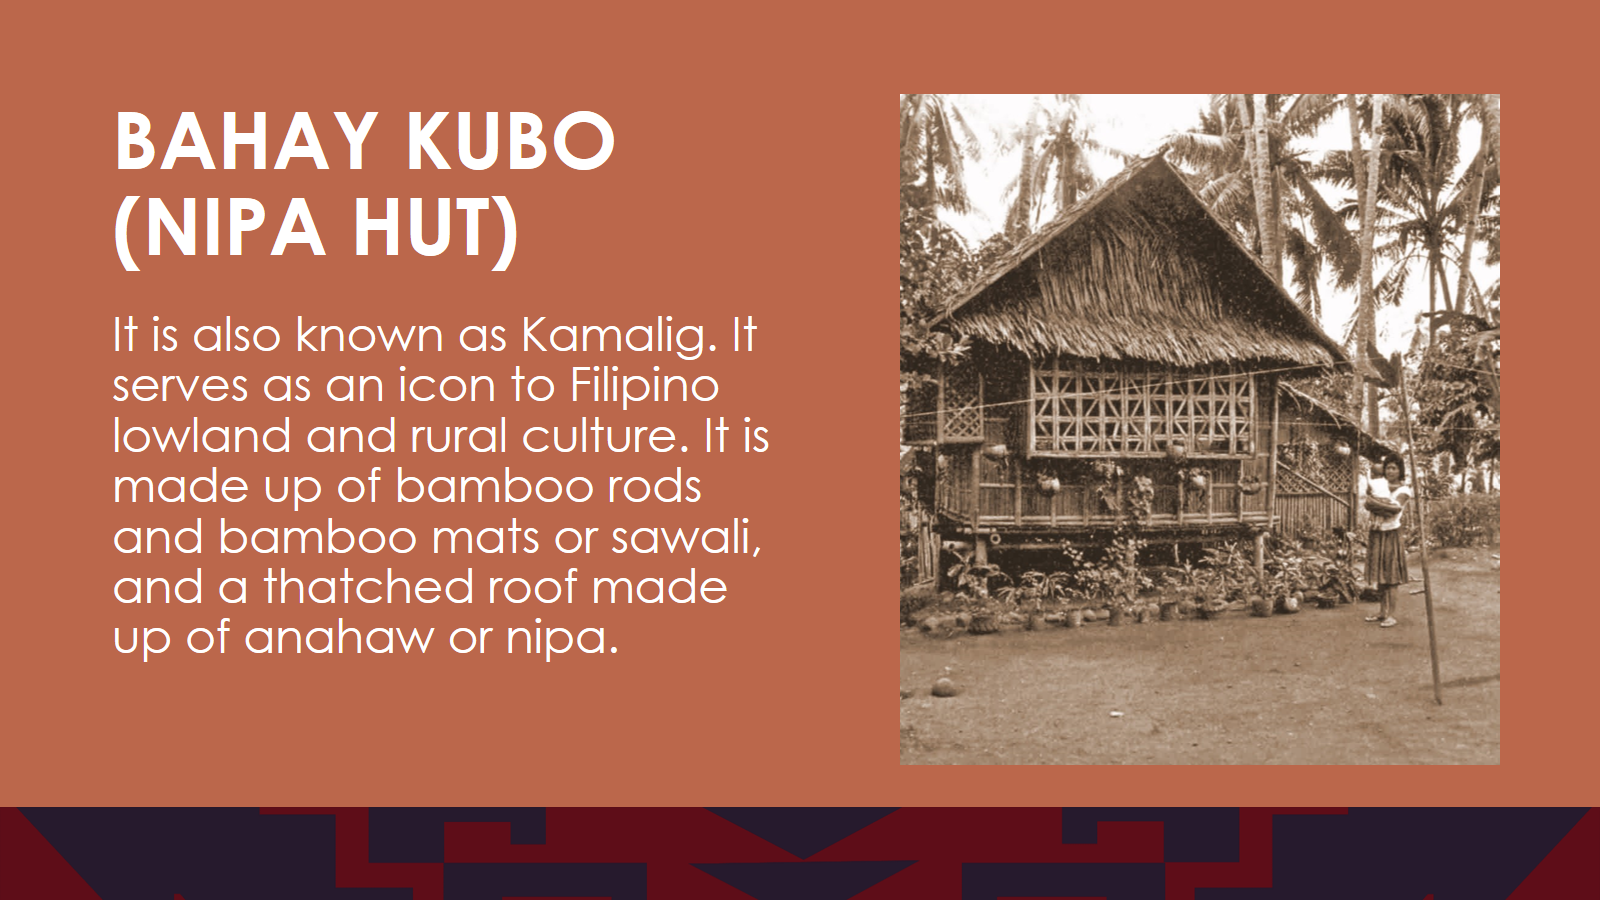 BAHAY KUBO
(NIPA HUT)
It is also known as Kamalig. It
serves as an icon to Filipino
lowland and rural culture. It is
made up of bamboo rods
and bamboo mats or sawali,
and a thatched roof made
up of anahaw or nipa.